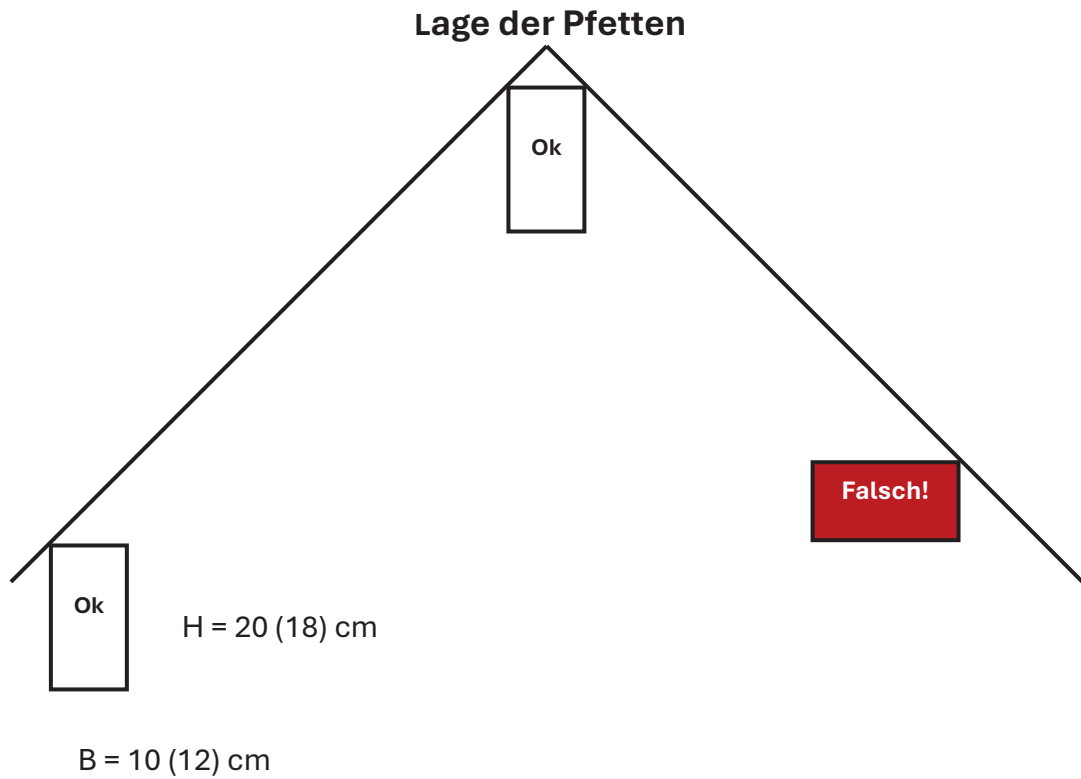 Lage der Pfetten
Ok
Falsch!
Ok
H = 20 (18) cm
B = 10 (12) cm